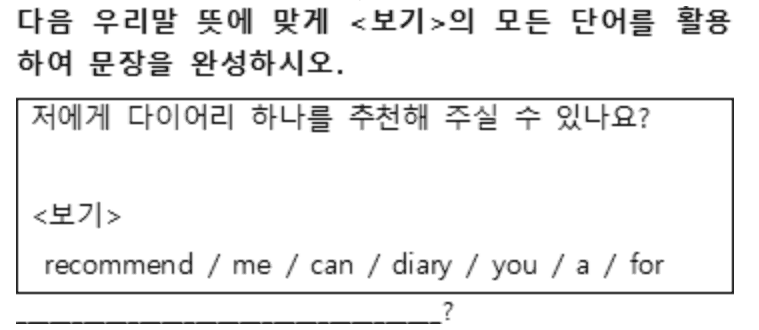 다음 우리말 뜻에 맞게 <보기>의 모든 단어를 활용
하여 문장을 완성하시오.
저에게 다이어리 하나를 추천해 주실 수 있나요?
<보기>
recommend / me / can / diary / you / a / for
________________________________?